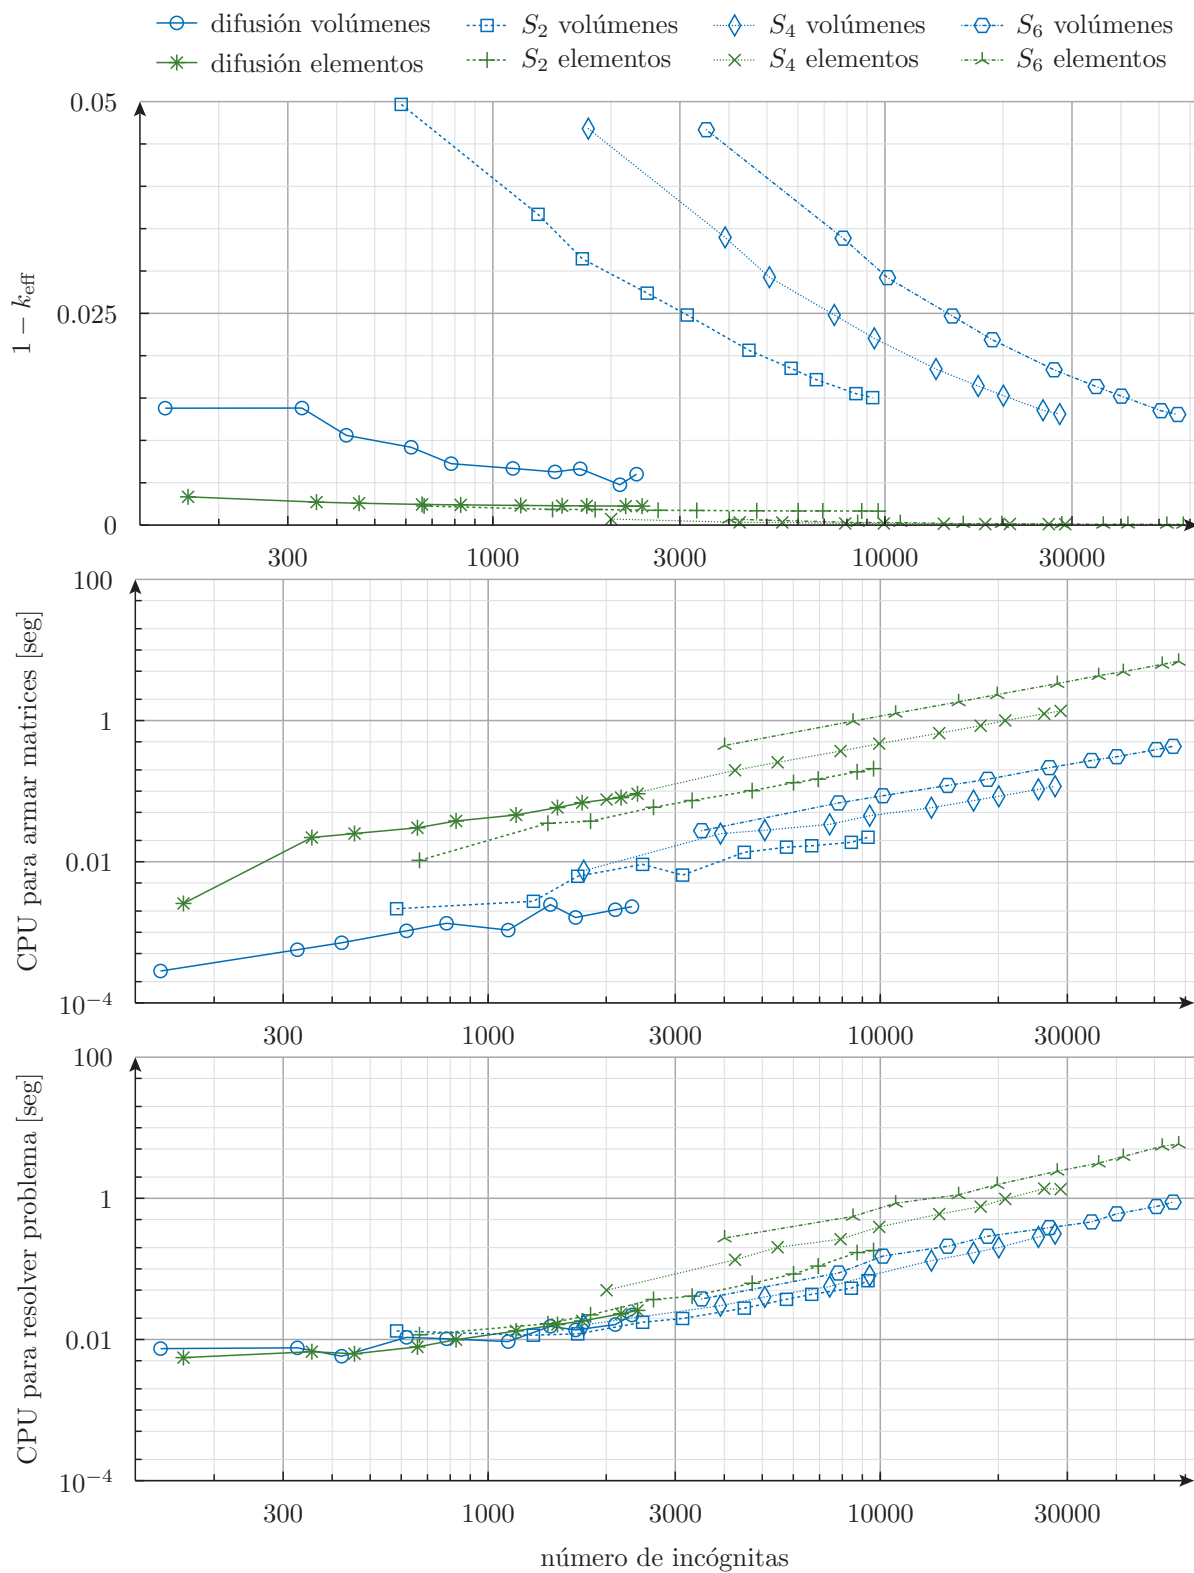 difusión volúmenes S₂ volúmenes S₄ volúmenes S₆ volúmenes
difusión elementos S₂ elementos S₄ elementos S₆ elementos
0.05
1 − k_eff
0.025
0
300 1000 3000 10000 30000
100
CPU para armar matrices [seg]
1
0.01
10⁻⁴
300 1000 3000 10000 30000
100
CPU para resolver problema [seg]
1
0.01
10⁻⁴
300 1000 3000 10000 30000
número de incógnitas